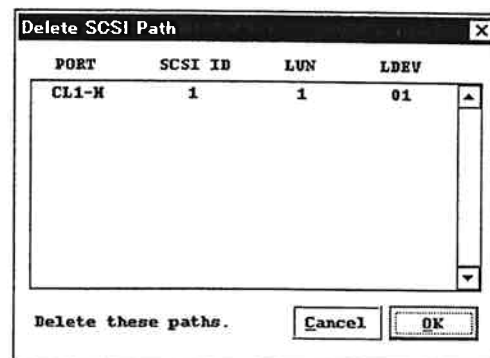 Delete SCSI Path
PORT SCSI ID LUN LDEV
CL1-H 1 1 01
Delete these paths.
Cancel OK